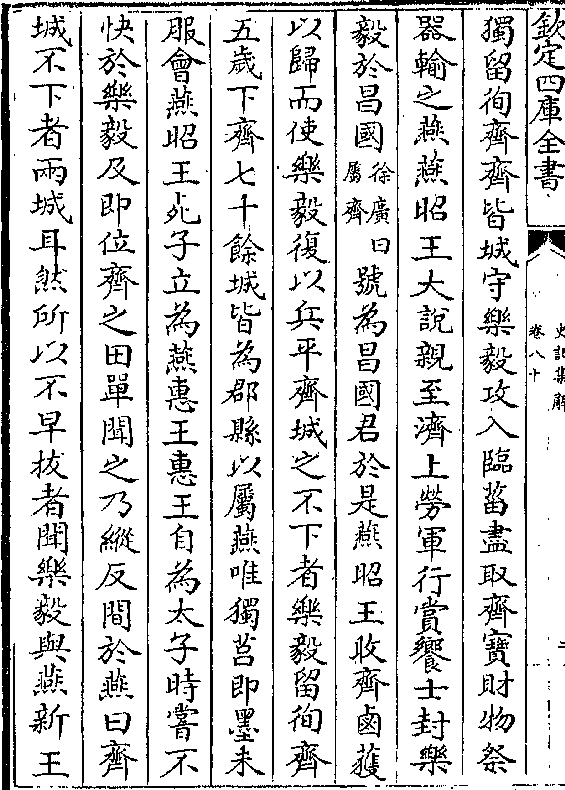 欽定四庫全書
史記集解
卷八十
二
獨留徇齊齊皆城守樂毅攻入臨菑盡取齊寶財物祭
器輸之燕燕昭王大說親至濟上勞軍行賞饗士封樂
毅於昌國徐廣曰屬齊號為昌國君於是燕昭王收齊鹵獲
以歸而使樂毅復以兵平齊城之不下者樂毅留徇齊
五歲下齊七十餘城皆為郡縣以屬燕唯獨莒即墨未
服會燕昭王死子立為燕惠王惠王自為太子時嘗不
快於樂毅及即位齊之田單聞之乃縱反間於燕曰齊
城不下者兩城耳然所以不早拔者聞樂毅與燕新王